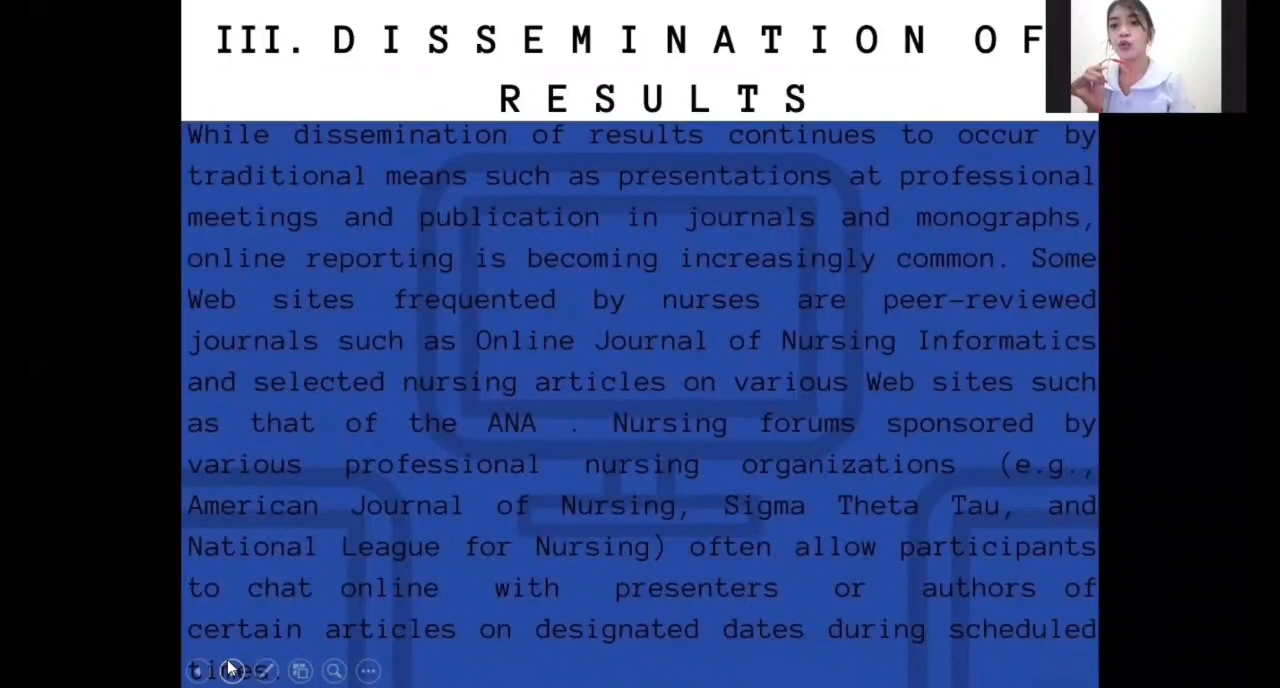 III. DISSEMINATION OF
RESULTS
While dissemination of results continues to occur by
traditional means such as presentations at professional
meetings and publication in journals and monographs,
online reporting is becoming increasingly common. Some
Web sites frequented by nurses are peer-reviewed
journals such as Online Journal of Nursing Informatics
and selected nursing articles on various Web sites such
as that of the ANA . Nursing forums sponsored by
various professional nursing organizations (e.g.,
American Journal of Nursing, Sigma Theta Tau, and
National League for Nursing) often allow participants
to chat online with presenters or authors of
certain articles on designated dates during scheduled
times.